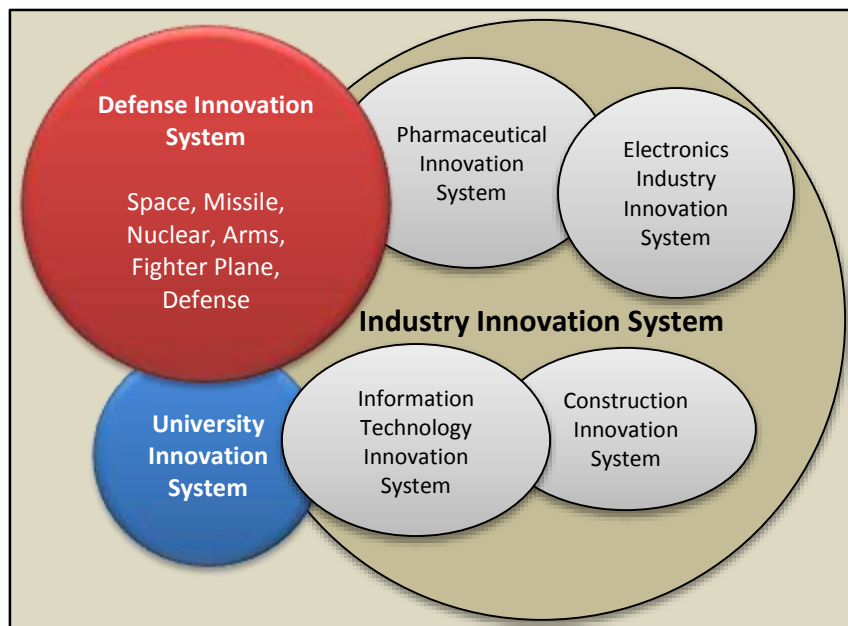 Defense Innovation
System
Space, Missile,
Nuclear, Arms,
Fighter Plane,
Defense
Pharmaceutical
Innovation
System
Electronics
Industry
Innovation
System
Industry Innovation System
University
Innovation
System
Information
Technology
Innovation
System
Construction
Innovation
System